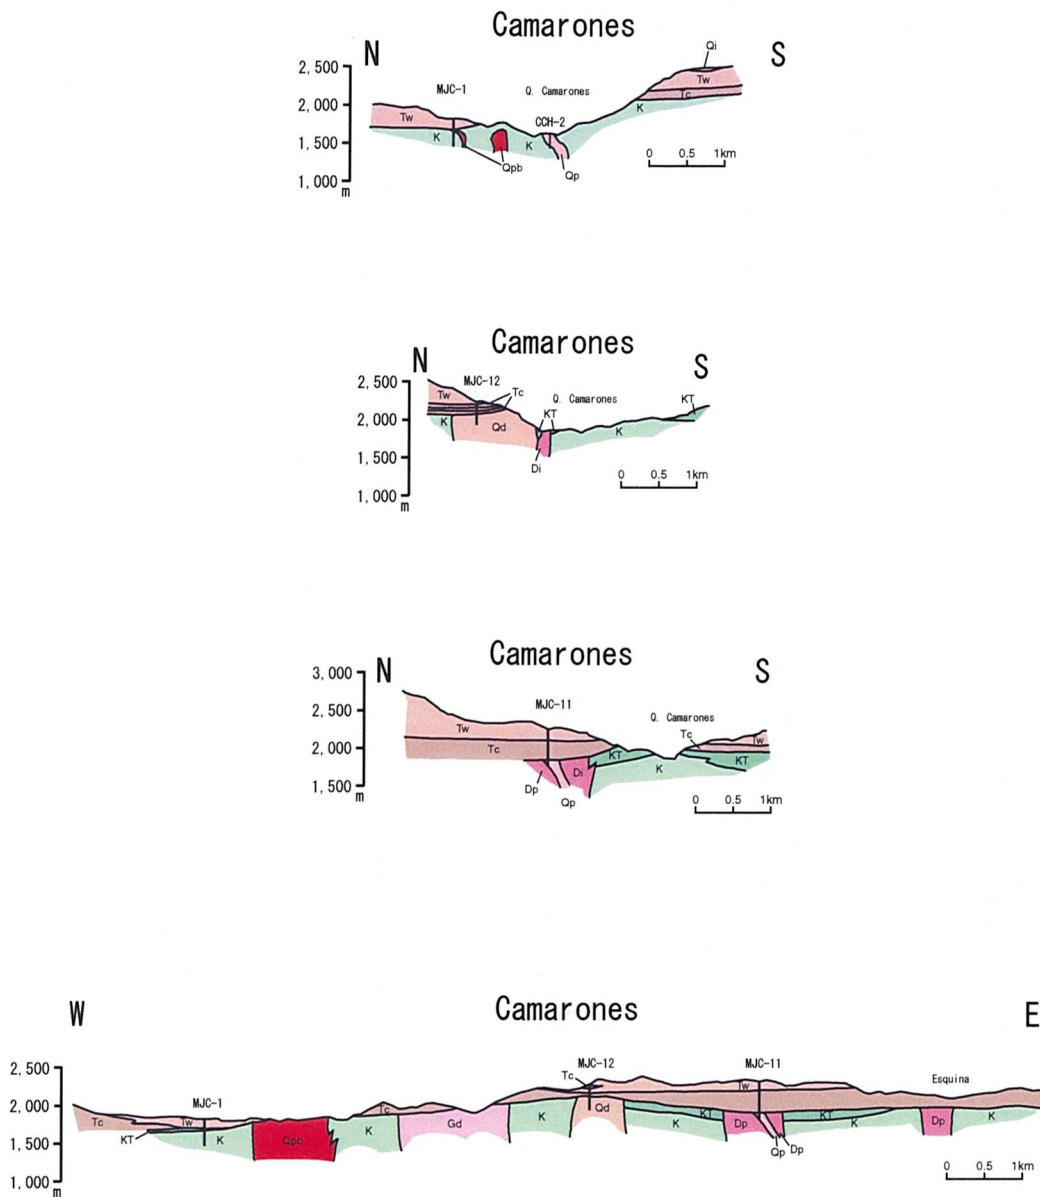 Camarones
N
S
Qi
2,500
Tw
MJC-1
Q. Camarones
Tc
2,000
K
Tw
CCH-2
K
K
1,500
0 0.5 1km
Qpb
Qp
1,000
m
Camarones
N
S
2,500
MJC-12
Tc
Tw
Q. Camarones
KT
KT
2,000
K
Qd
K
1,500
Di
0 0.5 1km
1,000
m
Camarones
3,000
N
S
MJC-11
2,500
Q. Camarones
Tw
Tc
Tw
2,000
Tc
KT
KT
K
Di
1,500
Dp
Qp
0 0.5 1km
W
Camarones
E
2,500
MJC-12
MJC-11
Tc
Esquina
Tw
MJC-1
2,000
Tc
Qd
Tc
Tw
KT
KT
K
Gd
K
Dp
K
Dp
K
KT
K
Qpb
K
1,500
Qp
Dp
0 0.5 1km
1,000
m